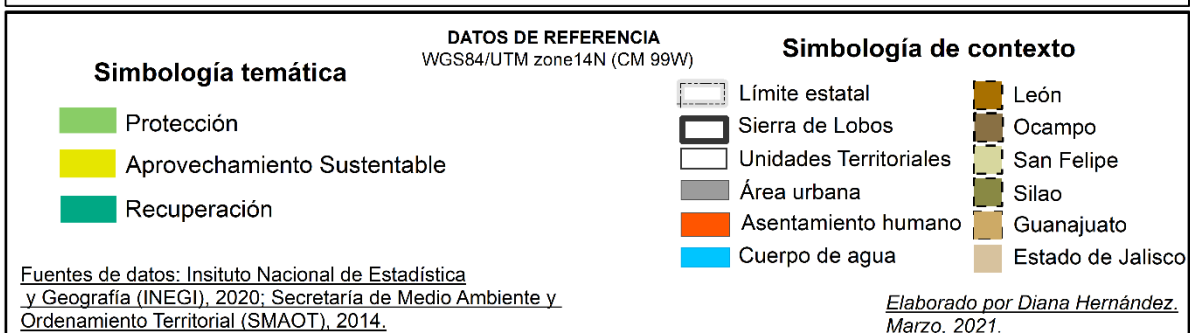 DATOS DE REFERENCIA
WGS84/UTM zone14N (CM 99W)
Simbología temática
Protección
Aprovechamiento Sustentable
Recuperación
Simbología de contexto
Límite estatal
Sierra de Lobos
Unidades Territoriales
Área urbana
Asentamiento humano
Cuerpo de agua
León
Ocampo
San Felipe
Silao
Guanajuato
Estado de Jalisco
Fuentes de datos: Insituto Nacional de Estadística
y Geografía (INEGI), 2020; Secretaría de Medio Ambiente y
Ordenamiento Territorial (SMAOT), 2014.
Elaborado por Diana Hernández.
Marzo, 2021.